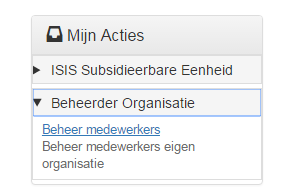 Mijn Acties
ISIS Subsidieerbare Eenheid
Beheerder Organisatie
Beheer medewerkers
Beheer medewerkers eigen
organisatie